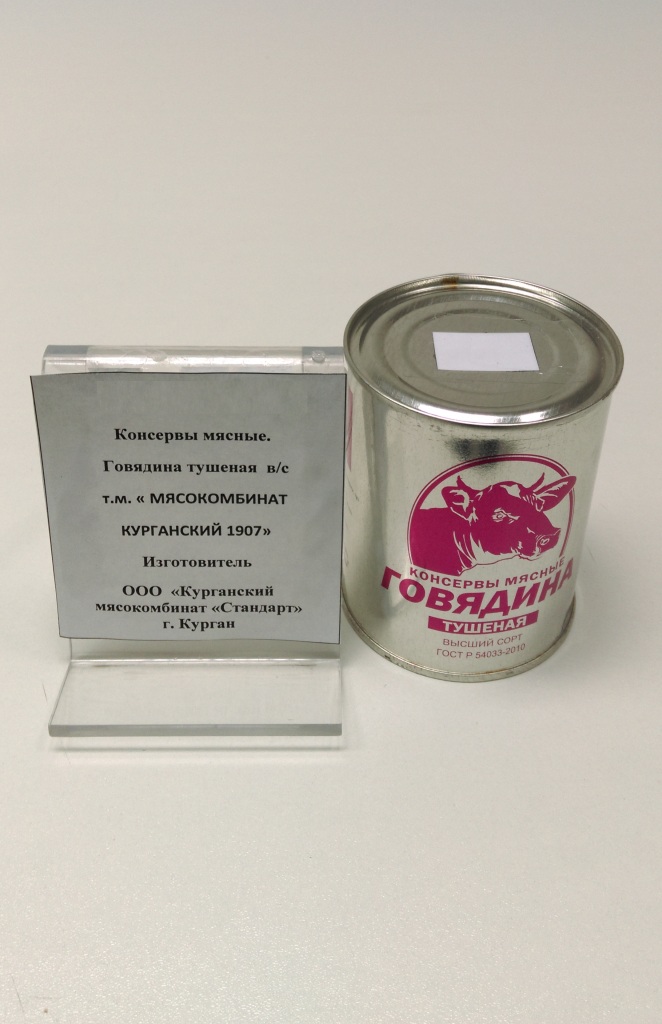 Консервы мясные.
Говядина тушеная в/с
т.м. « МЯСОКОМБИНАТ
КУРГАНСКИЙ 1907»
Изготовитель
ООО «Курганский
мясокомбинат «Стандарт»
г. Курган
КОНСЕРВЫ МЯСНЫЕ
ГОВЯДИНА
ТУШЕНАЯ
ВЫСШИЙ СОРТ
ГОСТ Р 54033-2010